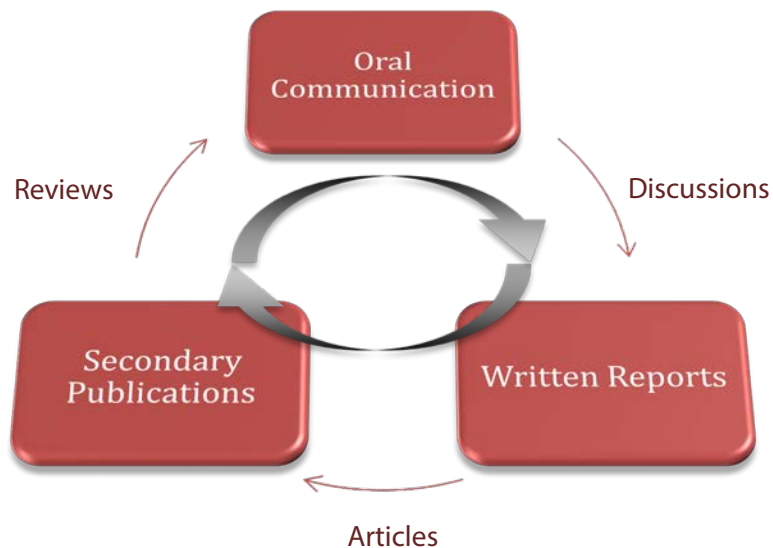 Oral
Communication
Reviews
Discussions
Secondary
Publications
Written Reports
Articles